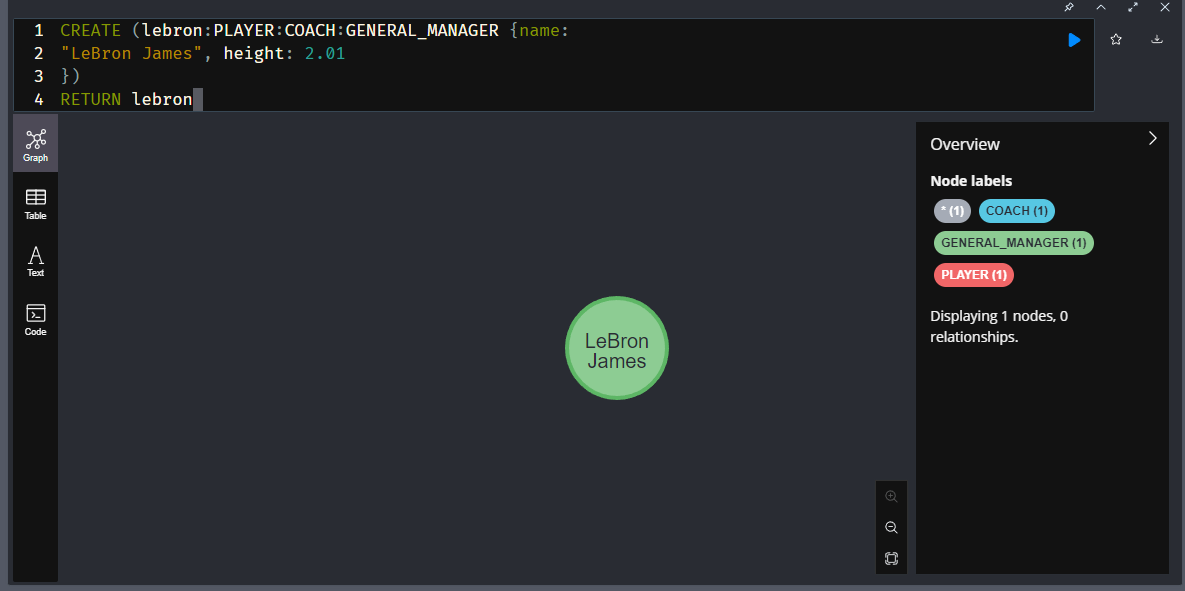 1 CREATE (lebron:PLAYER:COACH:GENERAL_MANAGER {name:
2 "LeBron James", height: 2.01
3 })
4 RETURN lebron
Graph
Table
Text
Code
LeBron
James
Overview
Node labels
* (1) COACH (1)
GENERAL_MANAGER (1)
PLAYER (1)
Displaying 1 nodes, 0
relationships.